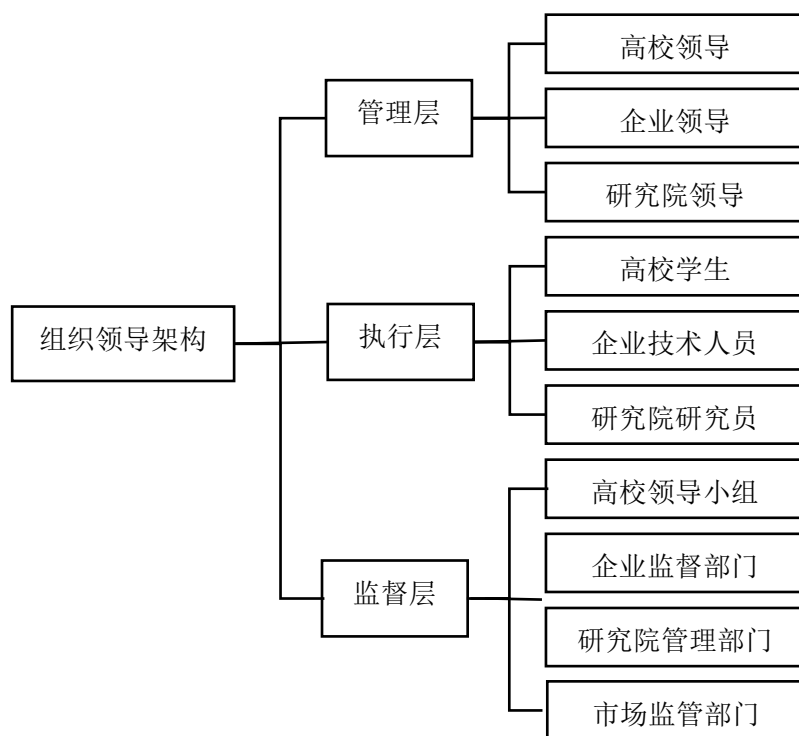 组织领导架构
管理层
高校领导
企业领导
研究院领导
执行层
高校学生
企业技术人员
研究院研究员
监督层
高校领导小组
企业监督部门
研究院管理部门
市场监管部门